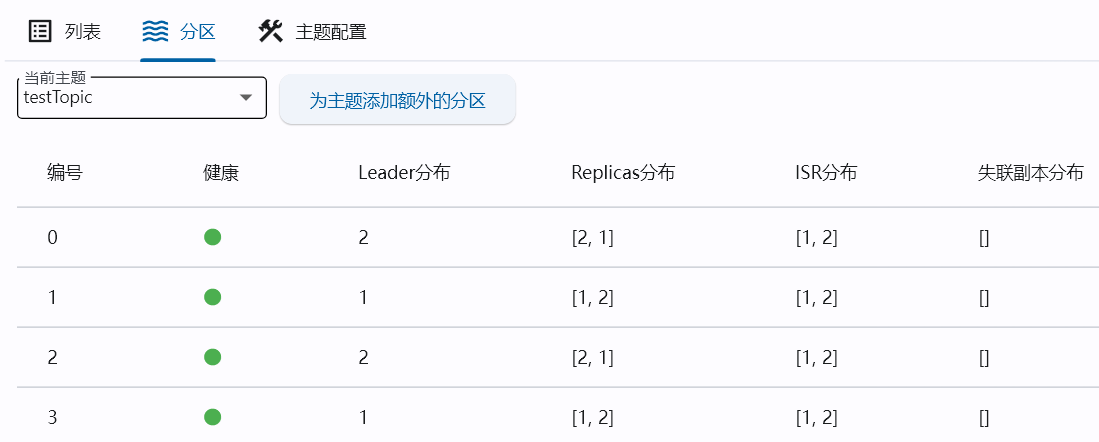 列表 分区 主题配置
当前主题
testTopic
为主题添加额外的分区
编号 健康 Leader分布 Replicas分布 ISR分布 失联副本分布
0 2 [2, 1] [1, 2] []
1 1 [1, 2] [1, 2] []
2 2 [2, 1] [1, 2] []
3 1 [1, 2] [1, 2] []